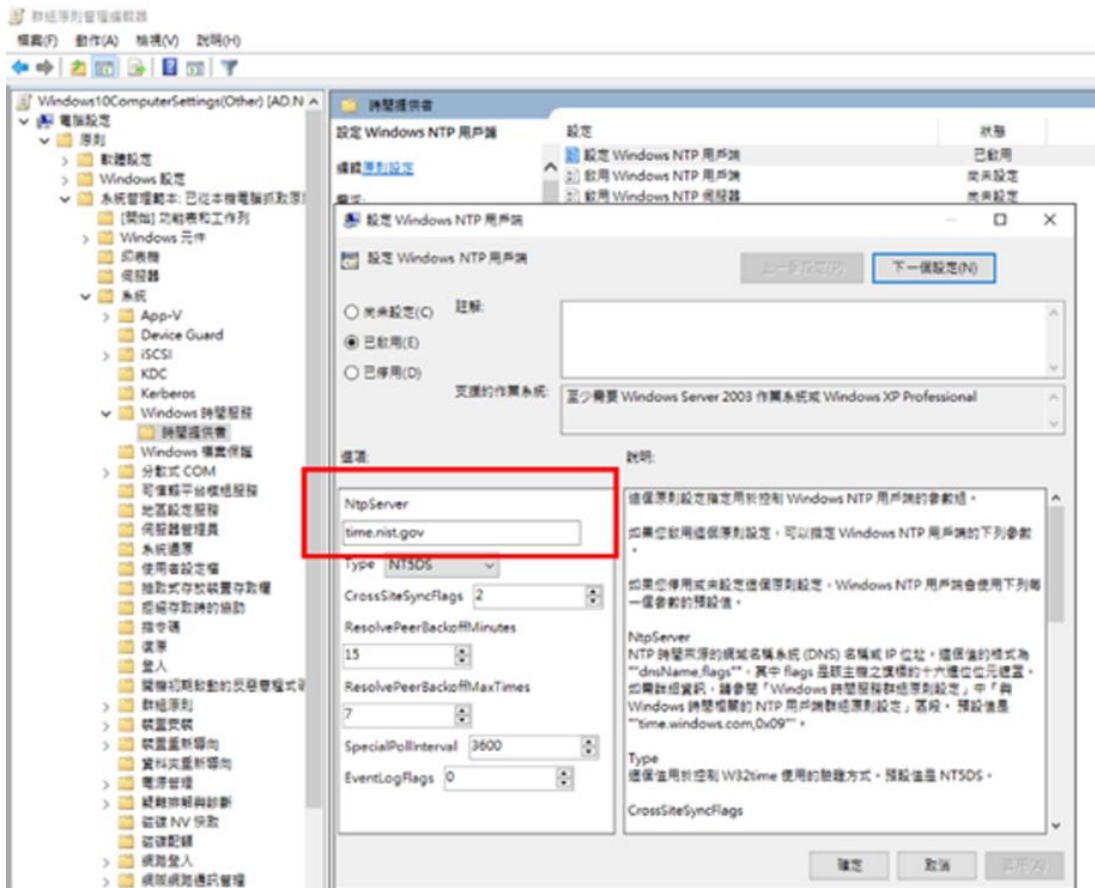 群組原則管理編輯器
檔案(F) 動作(A) 檢視(V) 說明(H)
Windows10ComputerSettings(Other) [AD.N
電腦設定
原則
軟體設定
Windows 設定
系統管理範本: 已從本機電腦抓取原
[開始] 功能表和工作列
Windows 元件
印表機
伺服器
系統
App-V
Device Guard
iSCSI
KDC
Kerberos
Windows 時間服務
時間提供者
Windows 檔案保護
分散式 COM
可信賴平台模組服務
地區設定服務
伺服器管理員
系統還原
使用者設定檔
抽取式存放裝置存取權
拒絕存取時的協助
指令碼
復原
登入
開機初期啟動的反惡意程式碼
群組原則
裝置安裝
裝置重新導向
資料夾重新導向
電源管理
疑難排解與診斷
磁碟 NV 快取
磁碟配額
網路登入
網際網路通訊管理
時間提供者
設定 Windows NTP 用戶端
編輯原則設定
需求:
設定 狀態
設定 Windows NTP 用戶端 已啟用
啟用 Windows NTP 用戶端 尚未設定
啟用 Windows NTP 伺服器 尚未設定
設定 Windows NTP 用戶端
設定 Windows NTP 用戶端
上一個設定(P) 下一個設定(N)
尚未設定(C) 註解:
已啟用(E)
已停用(D)
支援的作業系統: 至少需要 Windows Server 2003 作業系統或 Windows XP Professional
選項: 說明:
NtpServer
time.nist.gov
Type NT5DS
CrossSiteSyncFlags 2
ResolvePeerBackoffMinutes
15
ResolvePeerBackoffMaxTimes
7
SpecialPollInterval 3600
EventLogFlags 0
這個原則設定指定用於控制 Windows NTP 用戶端的參數組。
如果您啟用這個原則設定，可以指定 Windows NTP 用戶端的下列參數
。
如果您停用或未設定這個原則設定，Windows NTP 用戶端會使用下列每
一個參數的預設值。
NtpServer
NTP 時間來源的網域名稱系統 (DNS) 名稱或 IP 位址。這個值的格式為
""dnsName,flags""，其中 flags 是該主機之旗標的十六進位位元遮罩。
如需詳細資訊，請參閱「Windows 時間服務群組原則設定」中「與
Windows 時間相關的 NTP 用戶端群組原則設定」區段。 預設值是
""time.windows.com,0x09""。
Type
這個值用於控制 W32time 使用的驗證方式。預設值是 NT5DS。
CrossSiteSyncFlags
確定 取消 套用(A)